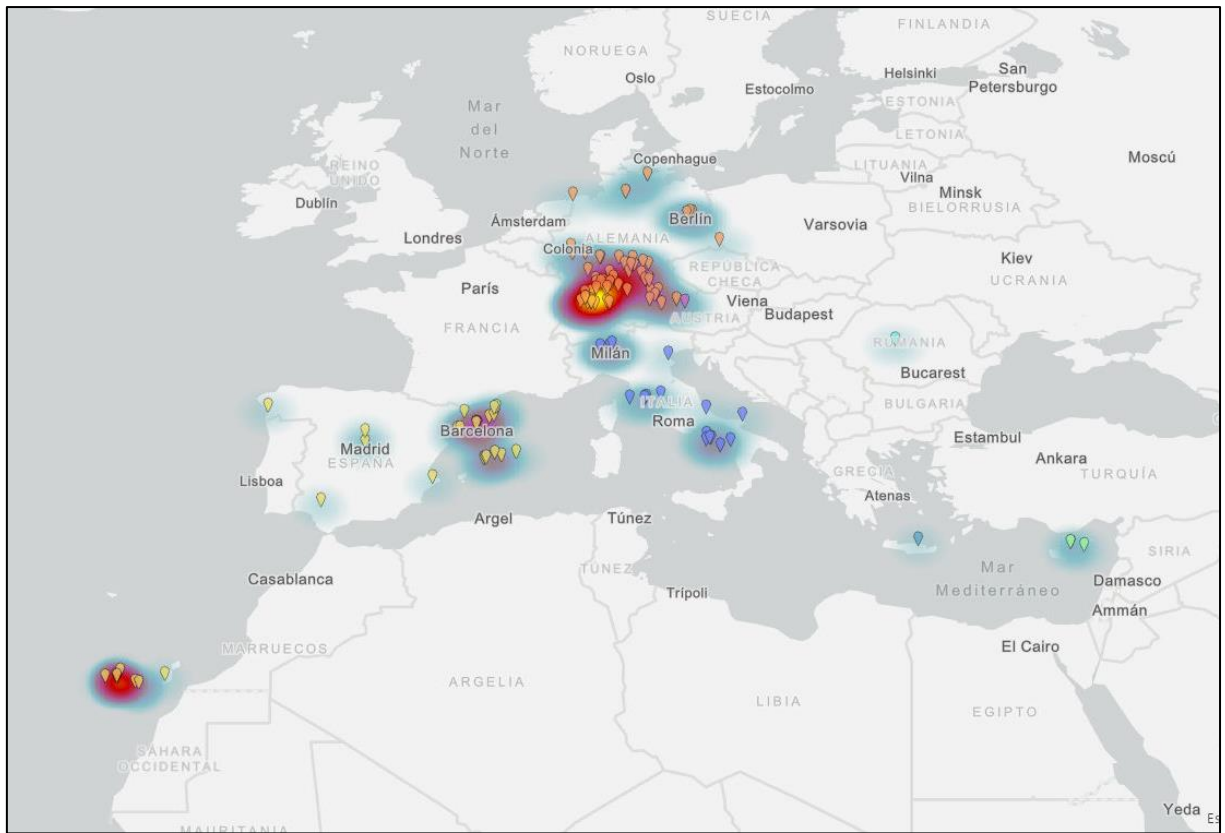 SUECIA
FINLANDIA
NORUEGA
Oslo
Helsinki
San
Petersburgo
Estocolmo
ESTONIA
Mar
del
Norte
LETONIA
Moscú
REINO
UNIDO
Copenhague
LITUANIA
Vilna
Minsk
BIELORRUSIA
Dublín
Ámsterdam
Berlín
Varsovia
Londres
Colonia
ALEMANIA
Kiev
UCRANIA
REPÚBLICA
CHECA
París
Viena
Budapest
AUSTRIA
FRANCIA
Milán
RUMANIA
Bucarest
ITALIA
BULGARIA
Roma
Barcelona
Estambul
Madrid
ESPAÑA
Ankara
TURQUÍA
GRECIA
Lisboa
Atenas
Argel
Túnez
SIRIA
Casablanca
TÚNEZ
Mar
Mediterráneo
Damasco
Trípoli
Ammán
MARRUECOS
El Cairo
ARGELIA
LIBIA
EGIPTO
SÁHARA
OCCIDENTAL
Yeda
Es
MAURITANIA